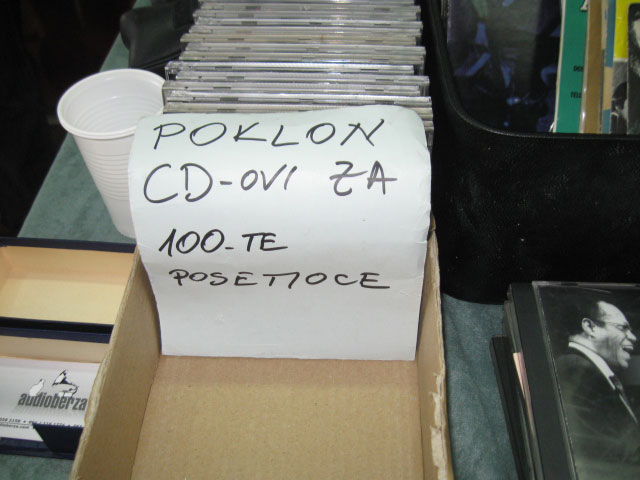 POKLON
CD-OVI ZA
100-TE
POSETIOCE
audioberza